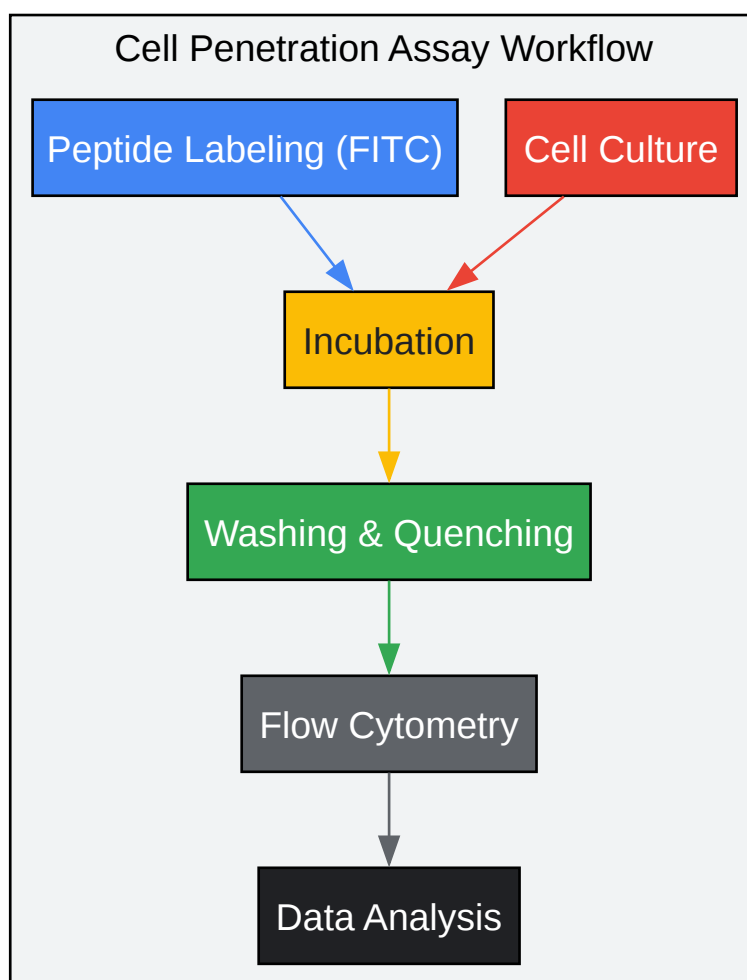 Cell Penetration Assay Workflow
Peptide Labeling (FITC)
Cell Culture
Incubation
Washing & Quenching
Flow Cytometry
Data Analysis